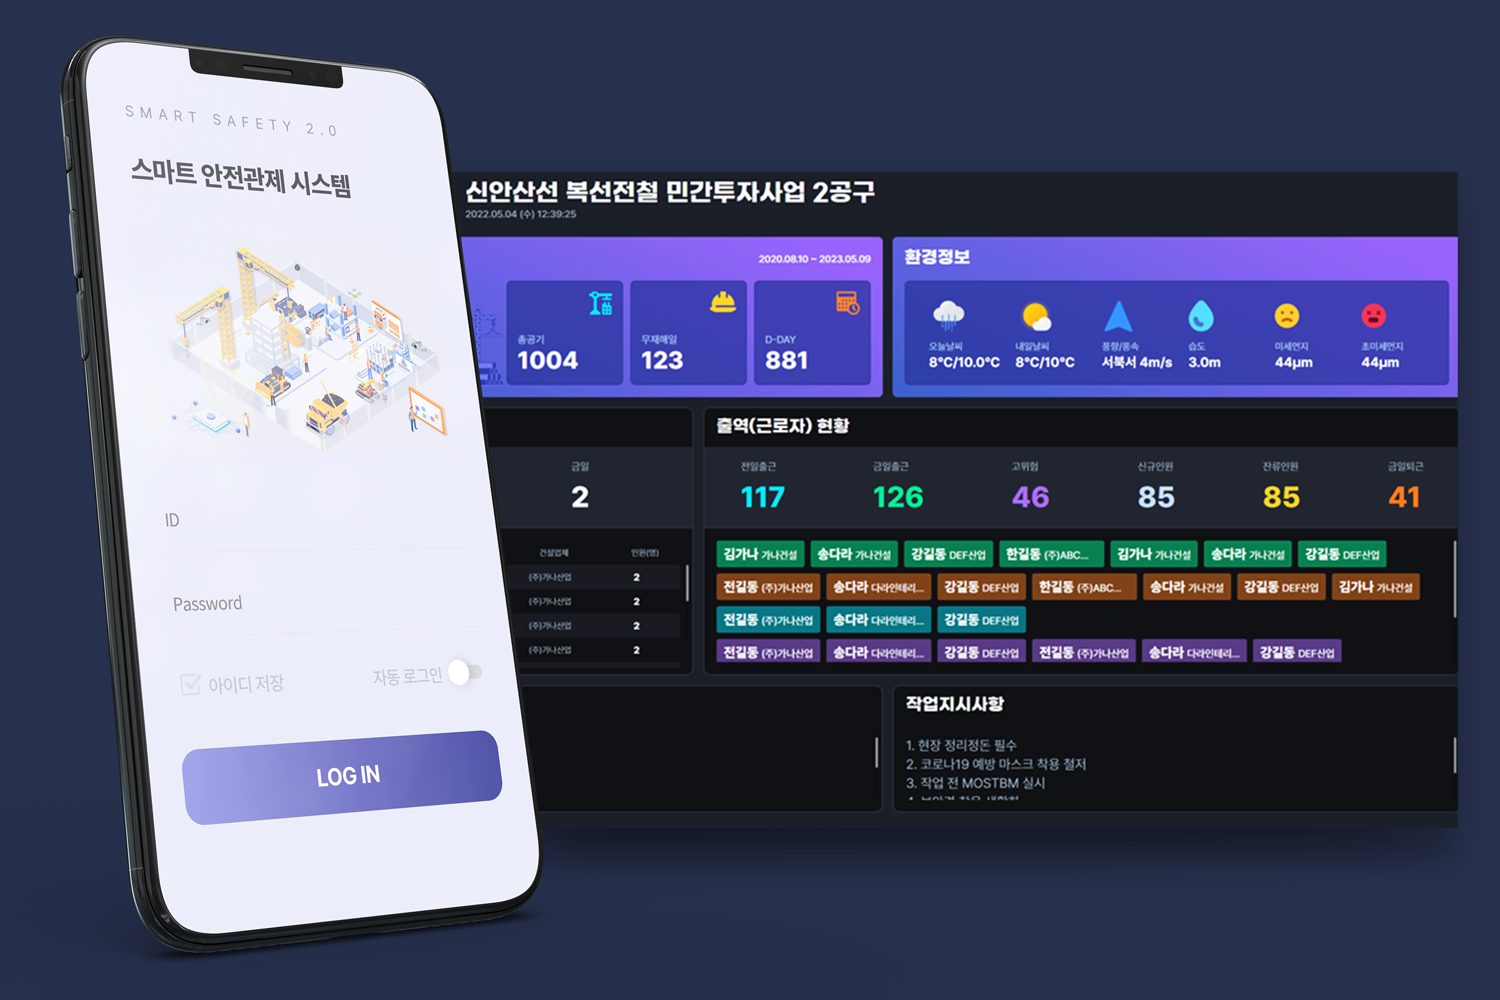 SMART SAFETY 2.0
스마트 안전관제 시스템
ID
Password
아이디 저장
자동 로그인
LOG IN
신안산선 복선전철 민간투자사업 2공구
2022.05.04 (수) 12:39:25
2020.08.10 ~ 2023.05.09
총공기
1004
무재해일
123
D-DAY
881
환경정보
오늘날씨
8°C/10.0°C
내일날씨
8°C/10°C
풍향/풍속
서북서 4m/s
습도
3.0m
미세먼지
44μm
초미세먼지
44μm
금일
2
건설업체 인원(명)
(주)가나산업 2
(주)가나산업 2
(주)가나산업 2
(주)가나산업 2
출역(근로자) 현황
전일출근 금일출근 고위험 신규인원 잔류인원 금일퇴근
117 126 46 85 85 41
김가나 가나건설 송다라 가나건설 강길동 DEF산업 한길동 (주)ABC... 김가나 가나건설 송다라 가나건설 강길동 DEF산업
전길동 (주)가나산업 송다라 다라인테리... 강길동 DEF산업 한길동 (주)ABC... 송다라 가나건설 강길동 DEF산업 김가나 가나건설
전길동 (주)가나산업 송다라 다라인테리... 강길동 DEF산업
전길동 (주)가나산업 송다라 다라인테리... 강길동 DEF산업 전길동 (주)가나산업 송다라 다라인테리... 강길동 DEF산업
작업지시사항
1. 현장 정리정돈 필수
2. 코로나19 예방 마스크 착용 철저
3. 작업 전 MOSTBM 실시